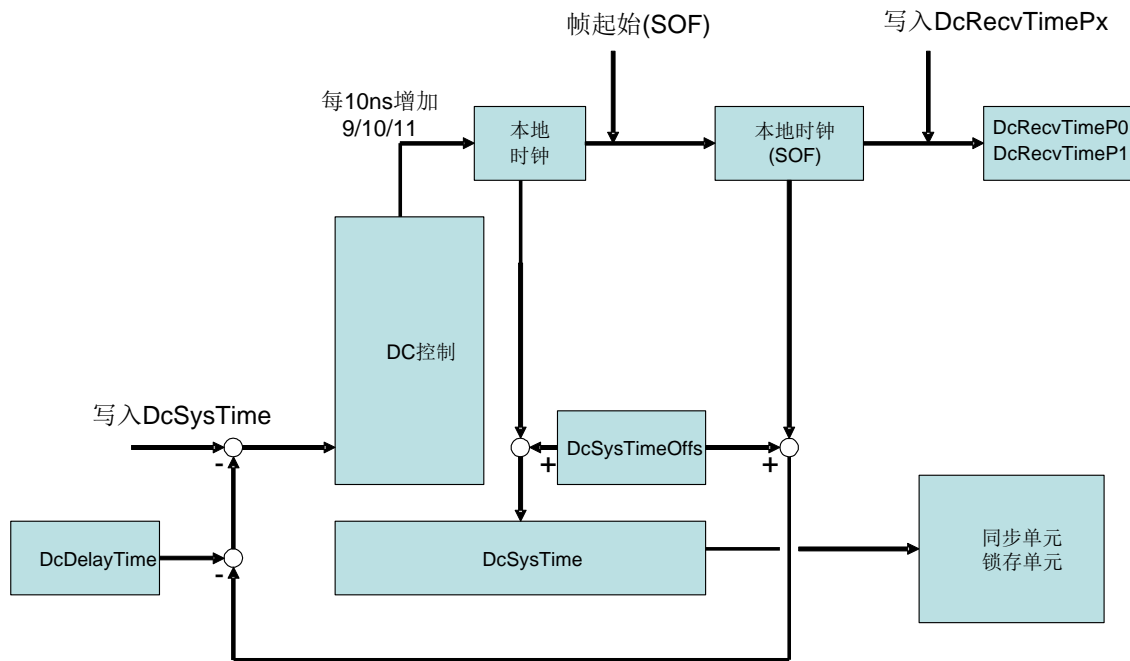 帧起始(SOF)
写入DcRecvTimePx
每10ns增加
9/10/11
本地
时钟
本地时钟
(SOF)
DcRecvTimeP0
DcRecvTimeP1
DC控制
写入DcSysTime
-
+
DcSysTimeOffs
+
DcDelayTime
-
DcSysTime
同步单元
锁存单元